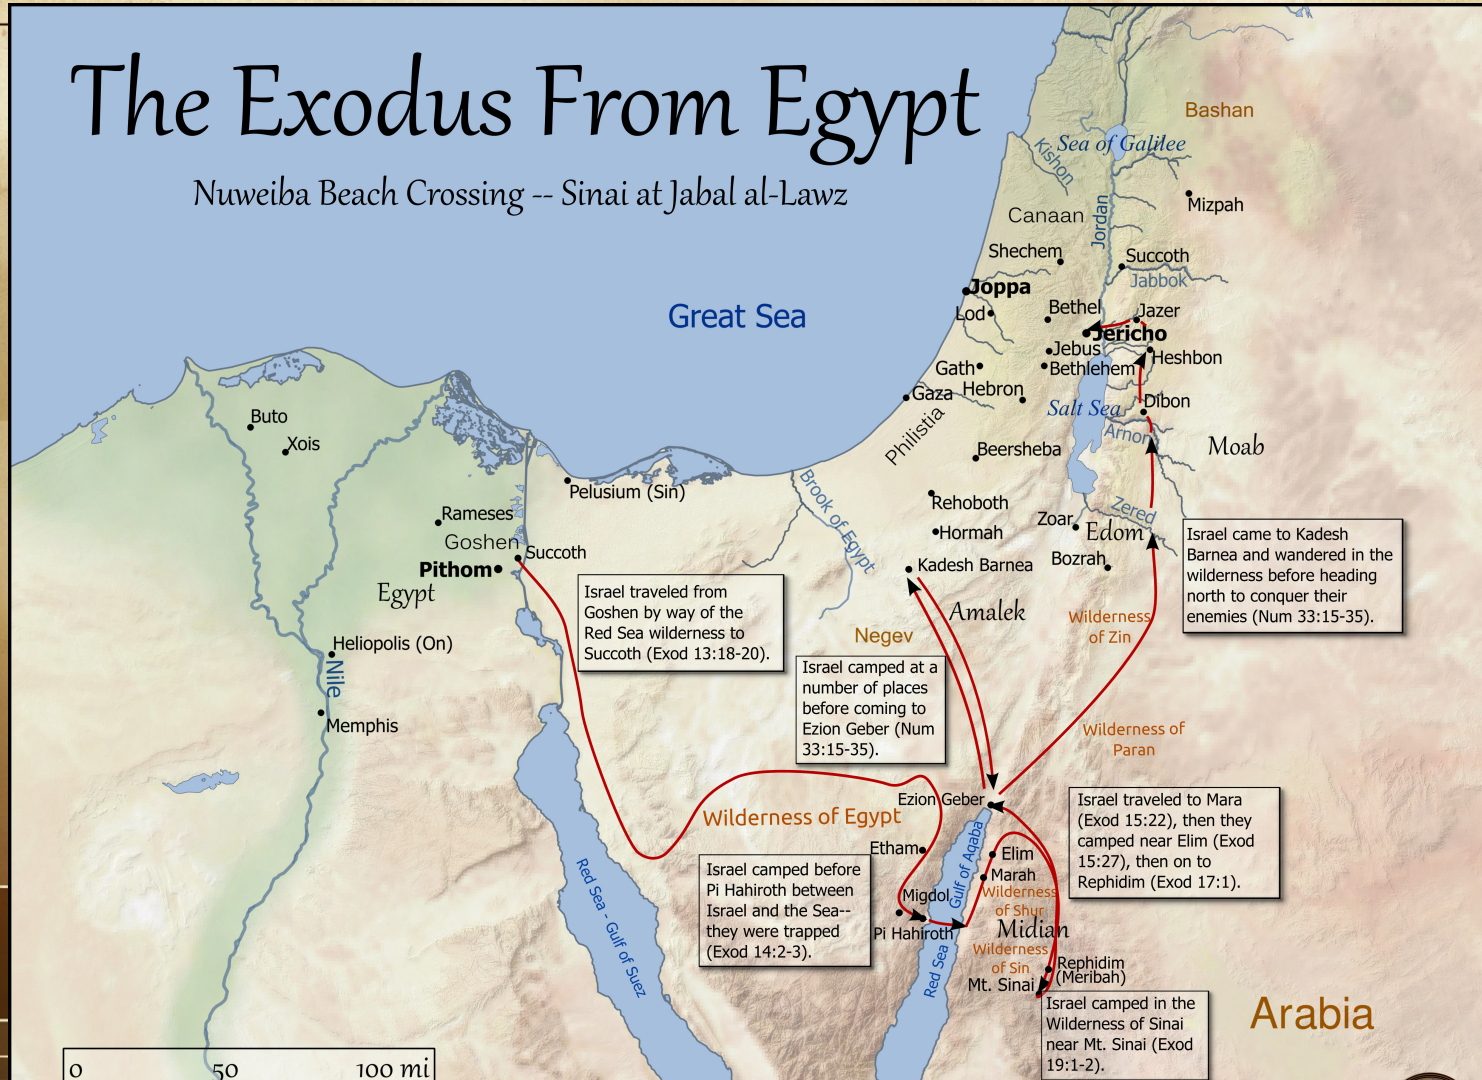 The Exodus From Egypt
Nuweiba Beach Crossing -- Sinai at Jabal al-Lawz
Bashan
Sea of Galilee
Kishon
Mizpah
Jordan
Canaan
Shechem
Succoth
Jabbok
Joppa
Great Sea
Lod
Bethel
Jazer
Jericho
Jebus
Heshbon
Gath
Bethlehem
Gaza
Hebron
Salt Sea
Dibon
Buto
Xois
Philistia
Arnon
Moab
Beersheba
Pelusium (Sin)
Brook of Egypt
Rehoboth
Zered
Rameses
Zoar
Edom
Hormah
Goshen
Succoth
Pithom
Bozrah
Kadesh Barnea
Egypt
Israel came to Kadesh
Barnea and wandered in the
wilderness before heading
north to conquer their
enemies (Num 33:15-35).
Israel traveled from
Goshen by way of the
Red Sea wilderness to
Succoth (Exod 13:18-20).
Amalek
Wilderness
of Zin
Negev
Heliopolis (On)
Nile
Memphis
Israel camped at a
number of places
before coming to
Ezion Geber (Num
33:15-35).
Wilderness of
Paran
Ezion Geber
Wilderness of Egypt
Israel traveled to Mara
(Exod 15:22), then they
camped near Elim (Exod
15:27), then on to
Rephidim (Exod 17:1).
Etham
Gulf of Aqaba
Elim
Marah
Israel camped before
Pi Hahiroth between
Israel and the Sea--
they were trapped
(Exod 14:2-3).
Migdol
Wilderness
of Shur
Pi Hahiroth
Midian
Red Sea - Gulf of Suez
Red Sea
Wilderness
of Sin
Rephidim
(Meribah)
Mt. Sinai
Israel camped in the
Wilderness of Sinai
near Mt. Sinai (Exod
19:1-2).
Arabia
0 50 100 mi